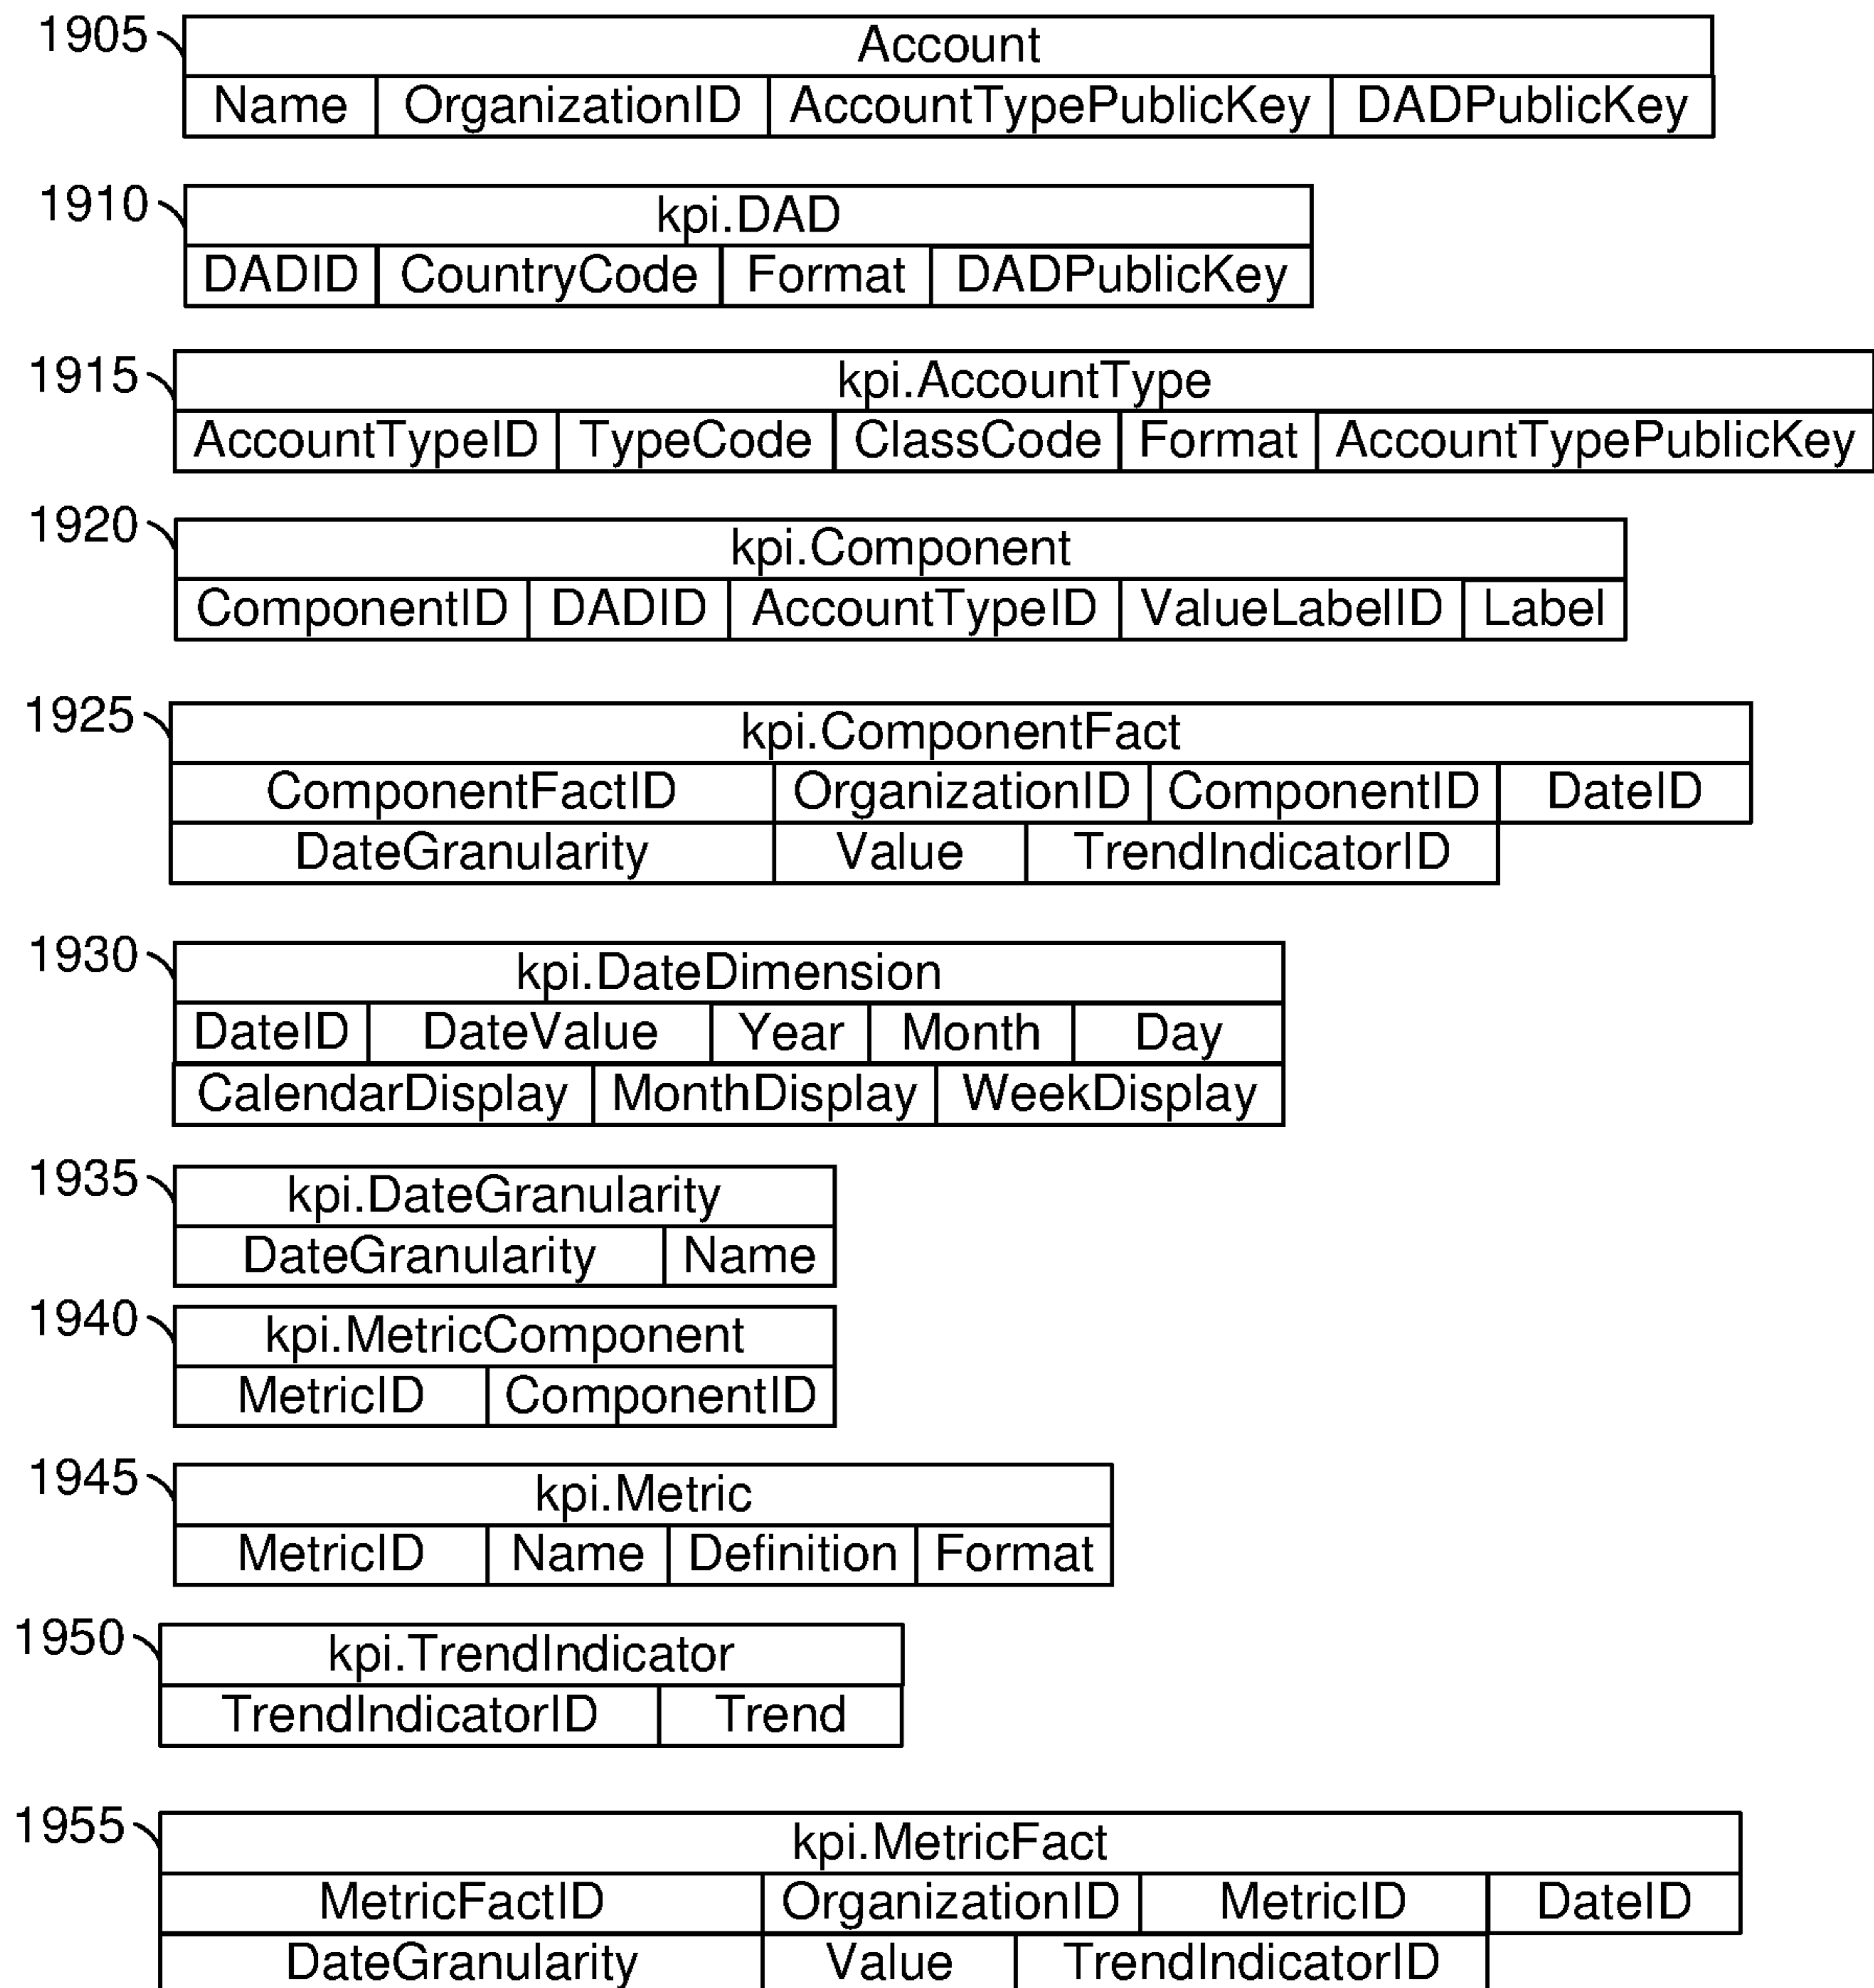 1905
Account
Name OrganizationID AccountTypePublicKey DADPublicKey
1910
kpi.DAD
DADID CountryCode Format DADPublicKey
1915
kpi.AccountType
AccountTypeID TypeCode ClassCode Format AccountTypePublicKey
1920
kpi.Component
ComponentID DADID AccountTypeID ValueLabelID Label
1925
kpi.ComponentFact
ComponentFactID OrganizationID ComponentID DateID
DateGranularity Value TrendIndicatorID
1930
kpi.DateDimension
DateID DateValue Year Month Day
CalendarDisplay MonthDisplay WeekDisplay
1935
kpi.DateGranularity
DateGranularity Name
1940
kpi.MetricComponent
MetricID ComponentID
1945
kpi.Metric
MetricID Name Definition Format
1950
kpi.TrendIndicator
TrendIndicatorID Trend
1955
kpi.MetricFact
MetricFactID OrganizationID MetricID DateID
DateGranularity Value TrendIndicatorID